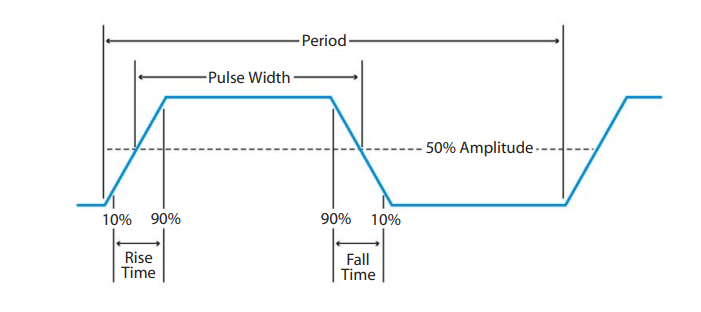 Period
Pulse Width
50% Amplitude
10% 90% 90% 10%
Rise
Time
Fall
Time